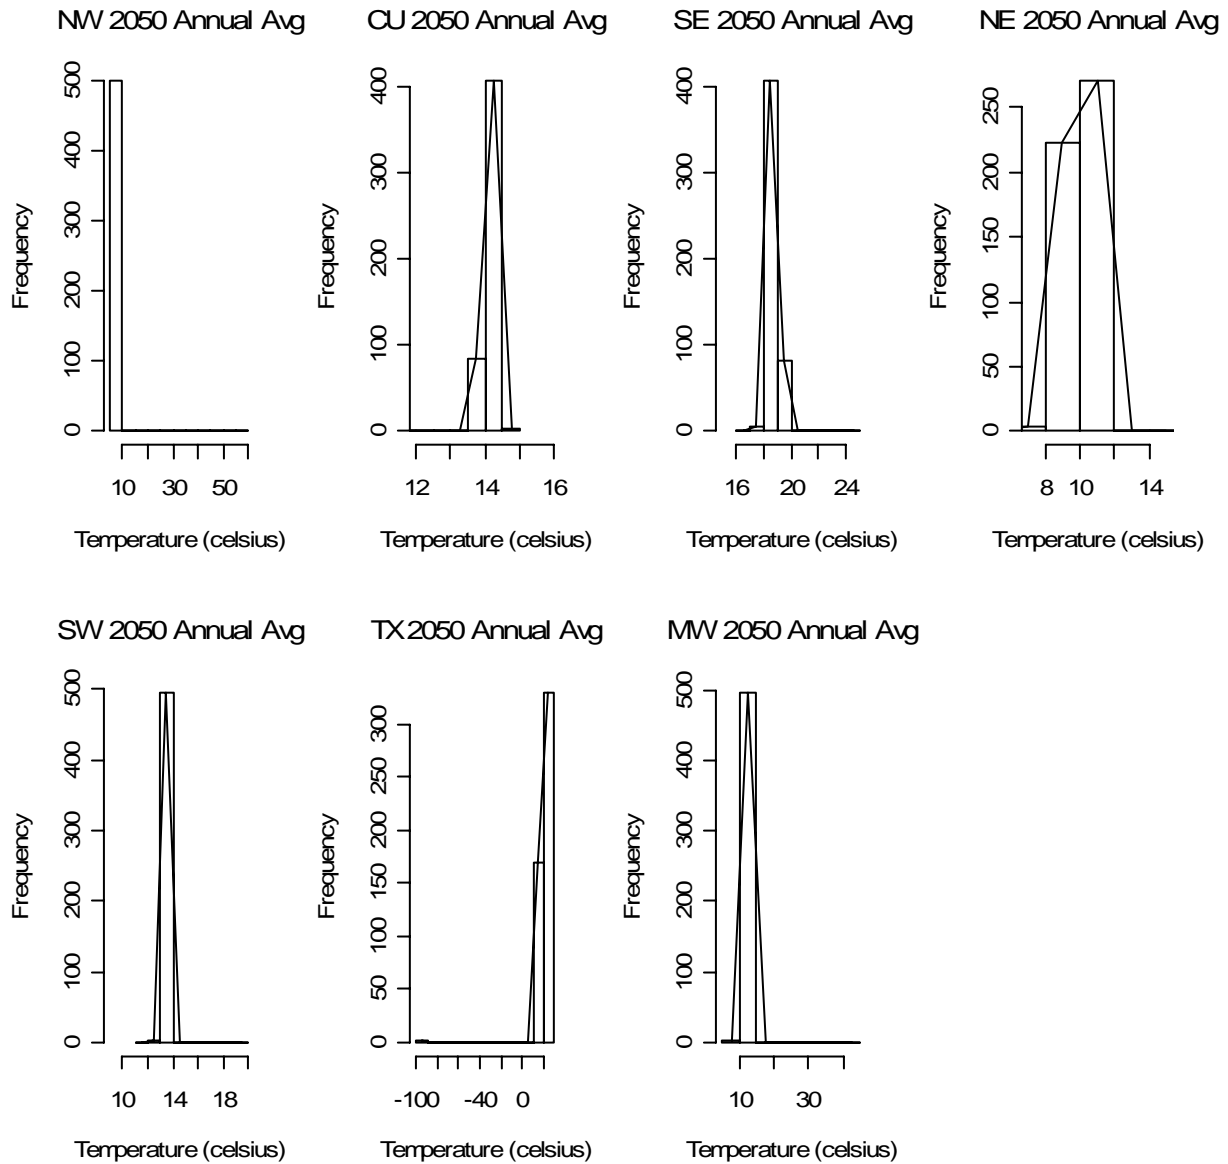 NW 2050 Annual Avg
CU 2050 Annual Avg
SE 2050 Annual Avg
NE 2050 Annual Avg
Frequency
0 100 200 300 400 500
10 30 50
Temperature (celsius)
Frequency
0 100 200 300 400
12 14 16
Temperature (celsius)
Frequency
0 100 200 300 400
16 20 24
Temperature (celsius)
Frequency
0 50 100 150 200 250
8 10 14
Temperature (celsius)
SW 2050 Annual Avg
TX 2050 Annual Avg
MW 2050 Annual Avg
Frequency
0 100 200 300 400 500
10 14 18
Temperature (celsius)
Frequency
0 50 100 150 200 250 300
-100 -40 0
Temperature (celsius)
Frequency
0 100 200 300 400 500
10 30
Temperature (celsius)